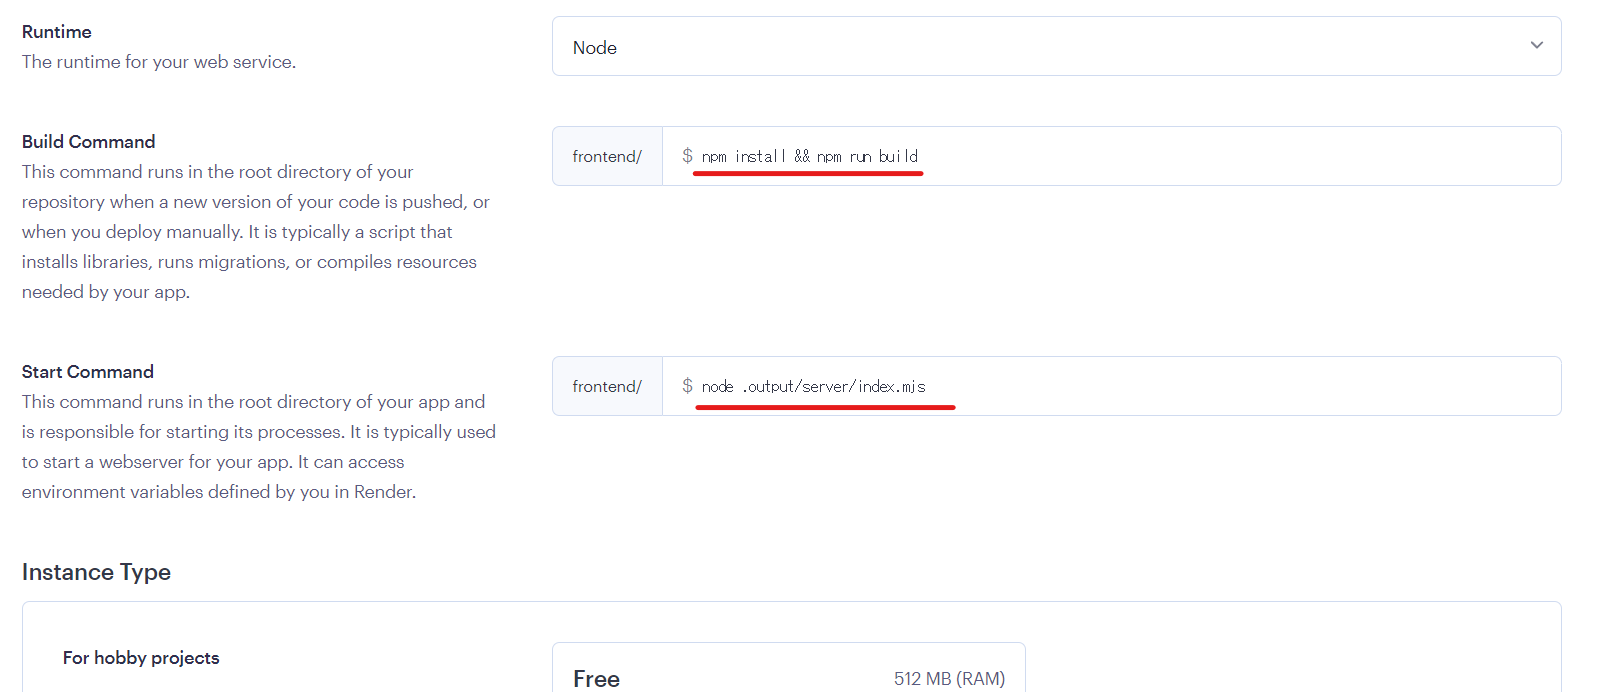 Runtime
The runtime for your web service.
Node
Build Command
This command runs in the root directory of your
repository when a new version of your code is pushed, or
when you deploy manually. It is typically a script that
installs libraries, runs migrations, or compiles resources
needed by your app.
frontend/ $ npm install && npm run build
Start Command
This command runs in the root directory of your app and
is responsible for starting its processes. It is typically used
to start a webserver for your app. It can access
environment variables defined by you in Render.
frontend/ $ node .output/server/index.mjs
Instance Type
For hobby projects
Free 512 MB (RAM)